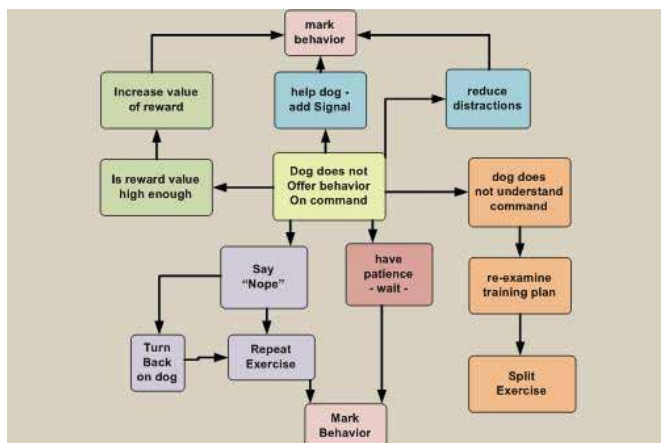 mark
behavior
Increase value
of reward
help dog -
add Signal
reduce
distractions
Is reward value
high enough
Dog does not
Offer behavior
On command
dog does
not understand
command
Say
“Nope”
have
patience
- wait -
re-examine
training plan
Turn
Back
on dog
Repeat
Exercise
Split
Exercise
Mark
Behavior